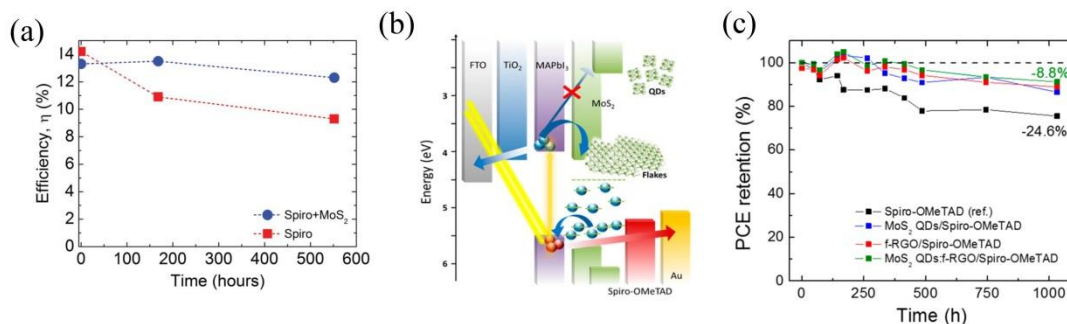 (a)
14
12
10
8
6
4
2
0
Efficiency, η (%)
Spiro+MoS2
Spiro
0 100 200 300 400 500 600
Time (hours)
(b)
3
4
5
6
Energy (eV)
FTO
TiO2
MAPbI3
MoS2
QDs
Flakes
Au
Spiro-OMeTAD
(c)
100
80
60
40
20
0
PCE retention (%)
-8.8%
-24.6%
Spiro-OMeTAD (ref.)
MoS2 QDs/Spiro-OMeTAD
f-RGO/Spiro-OMeTAD
MoS2 QDs:f-RGO/Spiro-OMeTAD
0 250 500 750 1000
Time (h)